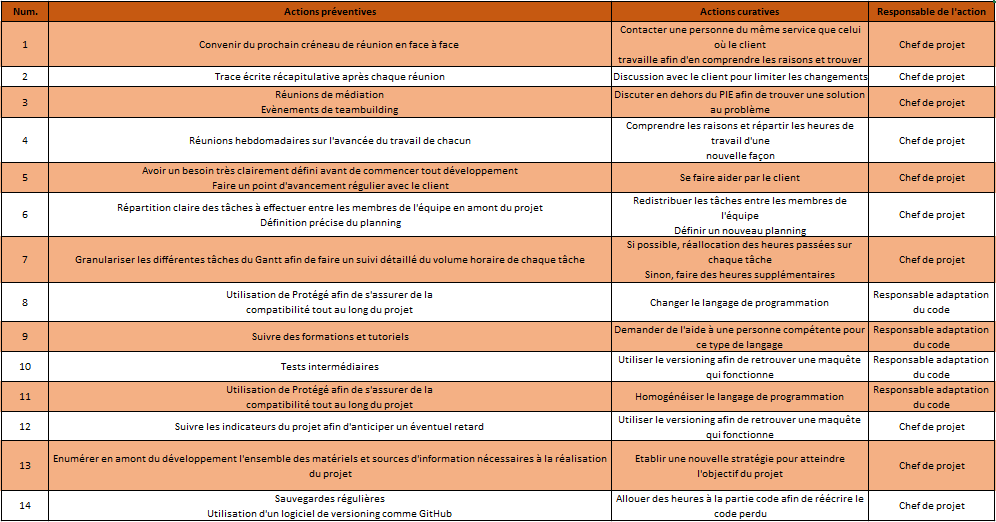 Num. Actions préventives Actions curatives Responsable de l'action
1 Convenir du prochain créneau de réunion en face à face Contacter une personne du même service que celui
où le client
travaille afin d'en comprendre les raisons et trouver Chef de projet
2 Trace écrite récapitulative après chaque réunion Discussion avec le client pour limiter les changements Chef de projet
3 Réunions de médiation
Evènements de teambuilding Discuter en dehors du PIE afin de trouver une solution
au problème Chef de projet
4 Réunions hebdomadaires sur l'avancée du travail de chacun Comprendre les raisons et répartir les heures de
travail d'une
nouvelle façon Chef de projet
5 Avoir un besoin très clairement défini avant de commencer tout développement
Faire un point d'avancement régulier avec le client Se faire aider par le client Chef de projet
6 Répartition claire des tâches à effectuer entre les membres de l'équipe en amont du projet
Définition précise du planning Redistribuer les tâches entre les membres de
l'équipe
Définir un nouveau planning Chef de projet
7 Granulariser les différentes tâches du Gantt afin de faire un suivi détaillé du volume horaire de chaque tâche Si possible, réallocation des heures passées sur
chaque tâche
Sinon, faire des heures supplémentaires Chef de projet
8 Utilisation de Protégé afin de s'assurer de la
compatibilité tout au long du projet Changer le langage de programmation Responsable adaptation
du code
9 Suivre des formations et tutoriels Demander de l'aide à une personne compétente pour
ce type de langage Responsable adaptation
du code
10 Tests intermédiaires Utiliser le versioning afin de retrouver une maquête
qui fonctionne Responsable adaptation
du code
11 Utilisation de Protégé afin de s'assurer de la
compatibilité tout au long du projet Homogénéiser le langage de programmation Responsable adaptation
du code
12 Suivre les indicateurs du projet afin d'anticiper un éventuel retard Utiliser le versioning afin de retrouver une maquête
qui fonctionne Chef de projet
13 Enumérer en amont du développement l'ensemble des matériels et sources d'information nécessaires à la réalisation
du projet Etablir une nouvelle stratégie pour atteindre
l'objectif du projet Chef de projet
14 Sauvegardes régulières
Utilisation d'un logiciel de versioning comme GitHub Allouer des heures à la partie code afin de réécrire le
code perdu Chef de projet